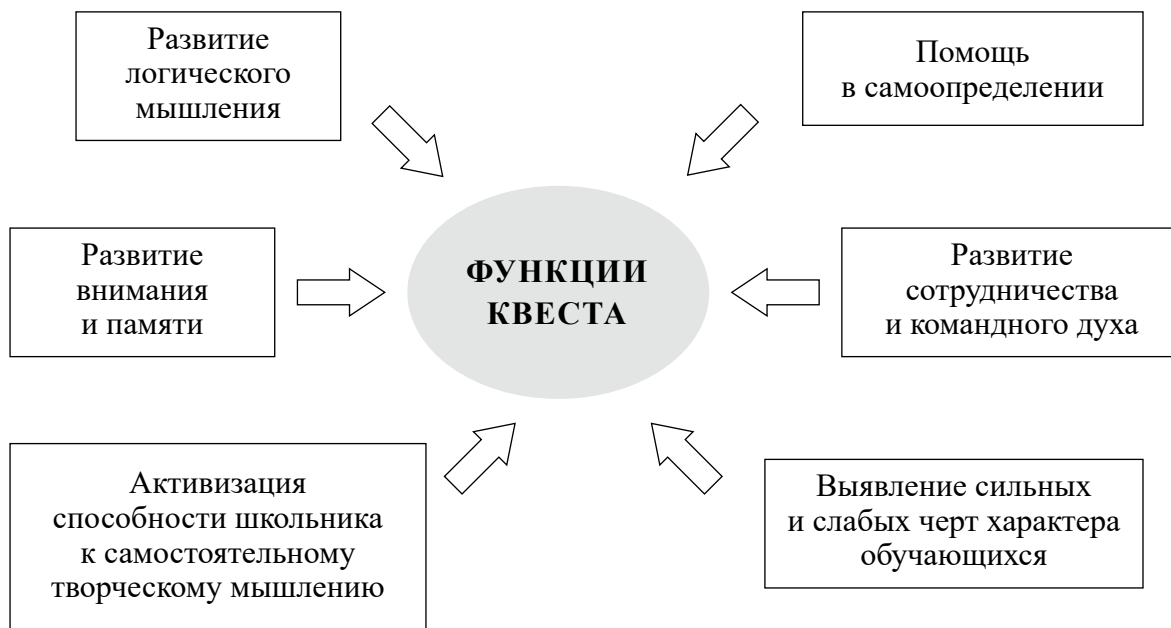 Развитие
логического
мышления
Помощь
в самоопределении
Развитие
внимания
и памяти
ФУНКЦИИ
КВЕСТА
Развитие
сотрудничества
и командного духа
Активизация
способности школьника
к самостоятельному
творческому мышлению
Выявление сильных
и слабых черт характера
обучающихся